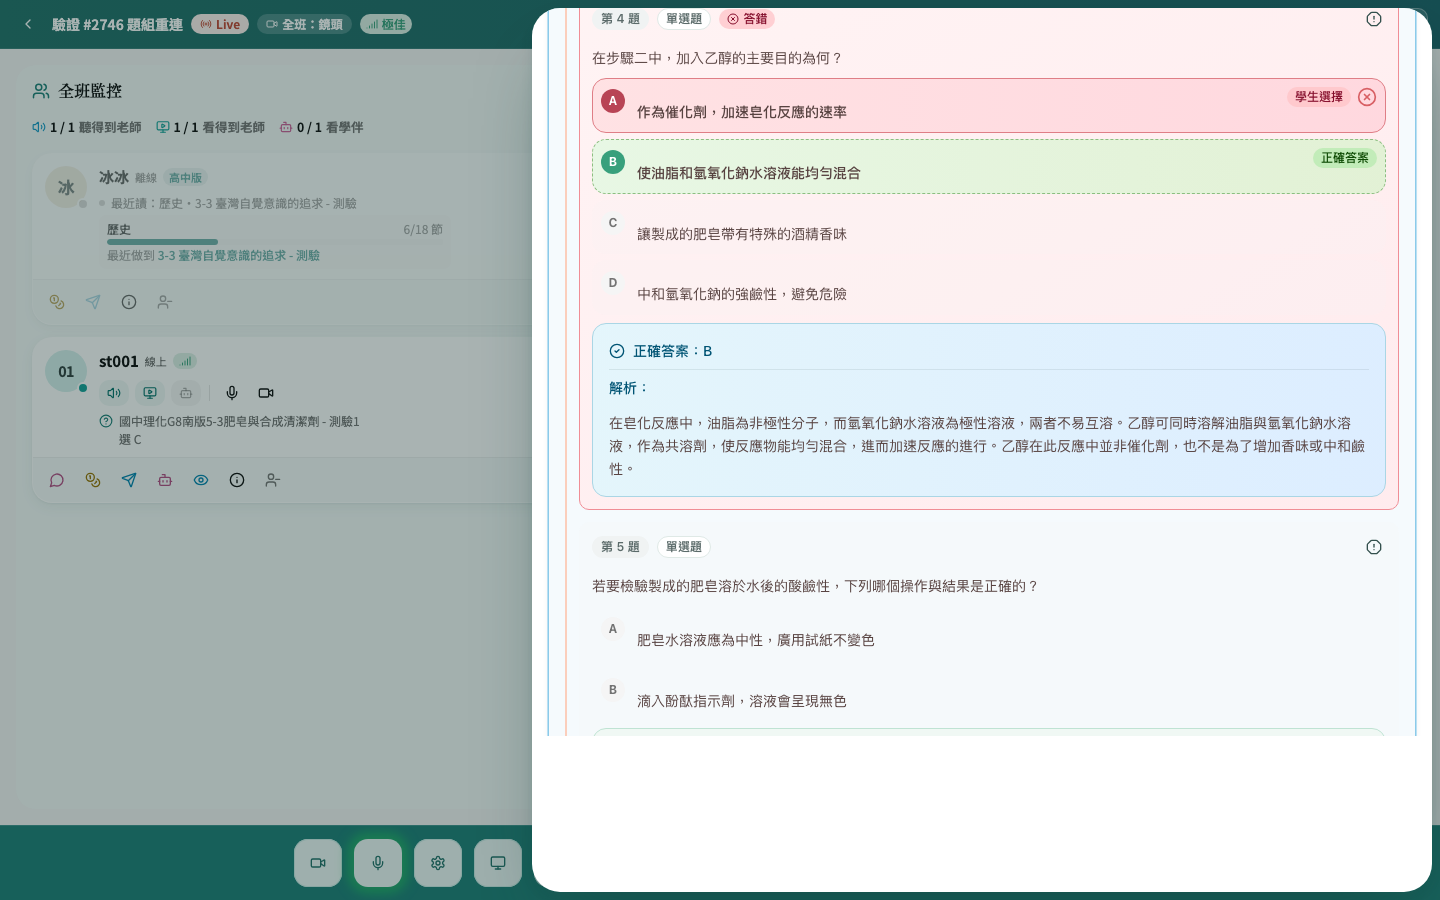 驗證 #2746 題組重連 Live 全班：鏡頭 極佳
全班監控
1 / 1 聽得到老師 1 / 1 看得到老師 0 / 1 看學伴
冰
冰冰 離線 高中版
最近讀：歷史・3-3 臺灣自覺意識的追求 - 測驗
歷史 6/18 節
最近做到 3-3 臺灣自覺意識的追求 - 測驗
01
st001 線上
國中理化G8南版5-3肥皂與合成清潔劑 - 測驗1
選 C
第 4 題 單選題 答錯
在步驟二中，加入乙醇的主要目的為何？
A
作為催化劑，加速皂化反應的速率
學生選擇
B
使油脂和氫氧化鈉水溶液能均勻混合
正確答案
C
讓製成的肥皂帶有特殊的酒精香味
D
中和氫氧化鈉的強鹼性，避免危險
正確答案：B
解析：
在皂化反應中，油脂為非極性分子，而氫氧化鈉水溶液為極性溶液，兩者不易互溶。乙醇可同時溶解油脂與氫氧化鈉水溶
液，作為共溶劑，使反應物能均勻混合，進而加速反應的進行。乙醇在此反應中並非催化劑，也不是為了增加香味或中和鹼
性。
第 5 題 單選題
若要檢驗製成的肥皂溶於水後的酸鹼性，下列哪個操作與結果是正確的？
A
肥皂水溶液應為中性，廣用試紙不變色
B
滴入酚酞指示劑，溶液會呈現無色